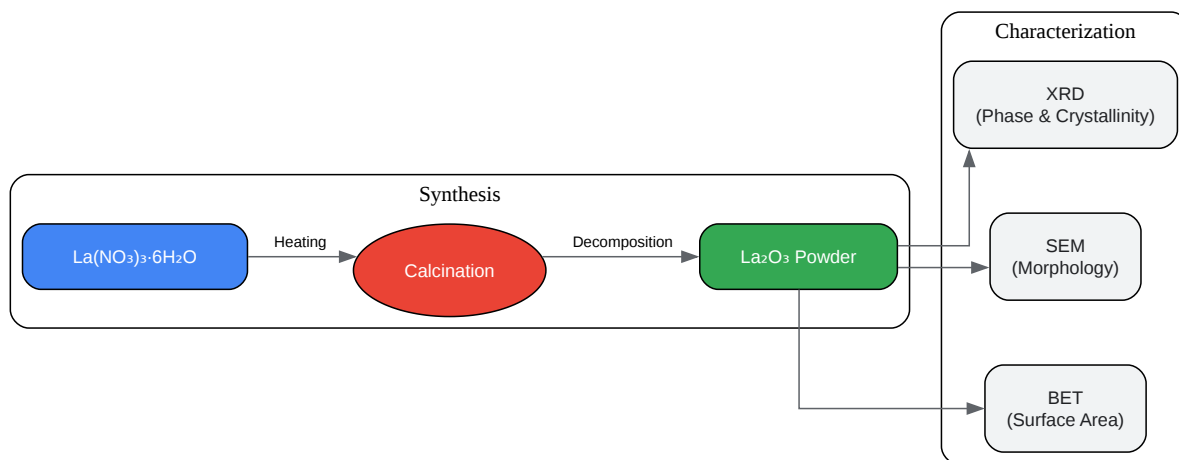 Characterization
XRD
(Phase & Crystallinity)
Synthesis
La(NO₃)₃·6H₂O
Heating
Calcination
Decomposition
La₂O₃ Powder
SEM
(Morphology)
BET
(Surface Area)